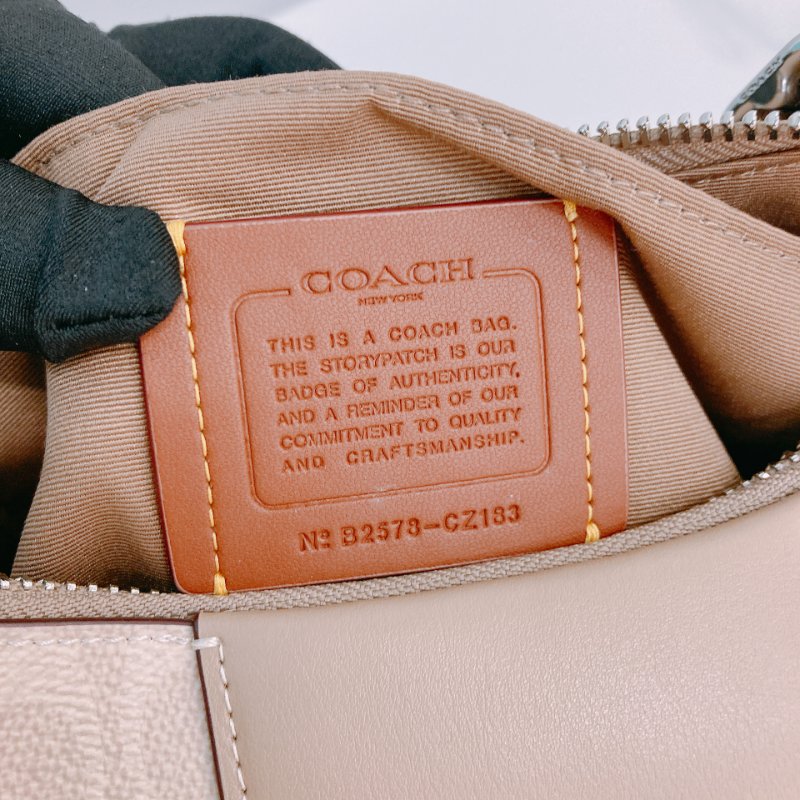 COACH
NEW YORK
THIS IS A COACH BAG.
THE STORYPATCH IS OUR
BADGE OF AUTHENTICITY,
AND A REMINDER OF OUR
COMMITMENT TO QUALITY
AND CRAFTSMANSHIP.
Nº B2578-CZ183